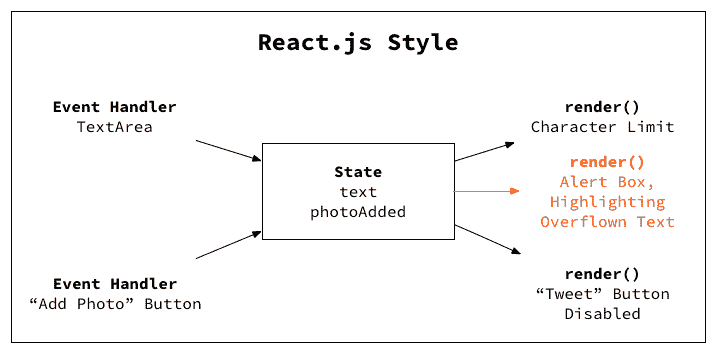 React.js Style
Event Handler
TextArea
Event Handler
“Add Photo” Button
State
text
photoAdded
render()
Character Limit
render()
Alert Box,
Highlighting
Overflown Text
render()
“Tweet” Button
Disabled